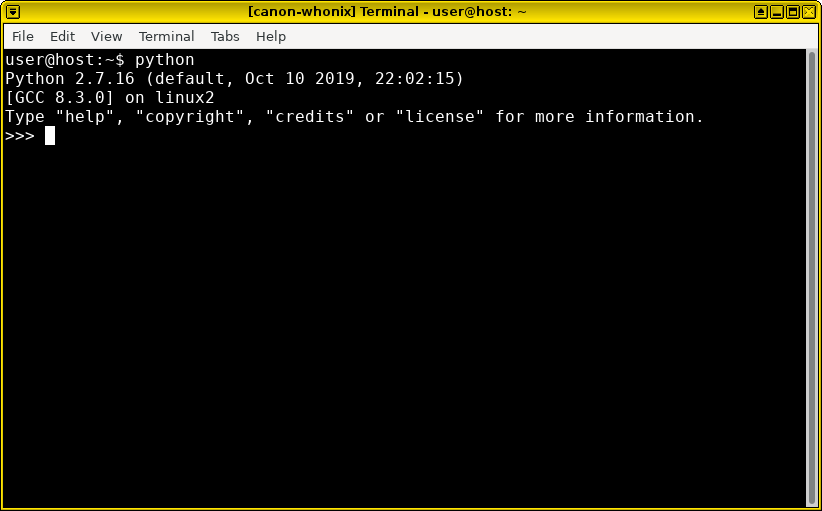 [canon-whonix] Terminal - user@host: ~
File Edit View Terminal Tabs Help
user@host:~$ python
Python 2.7.16 (default, Oct 10 2019, 22:02:15)
[GCC 8.3.0] on linux2
Type "help", "copyright", "credits" or "license" for more information.
>>>